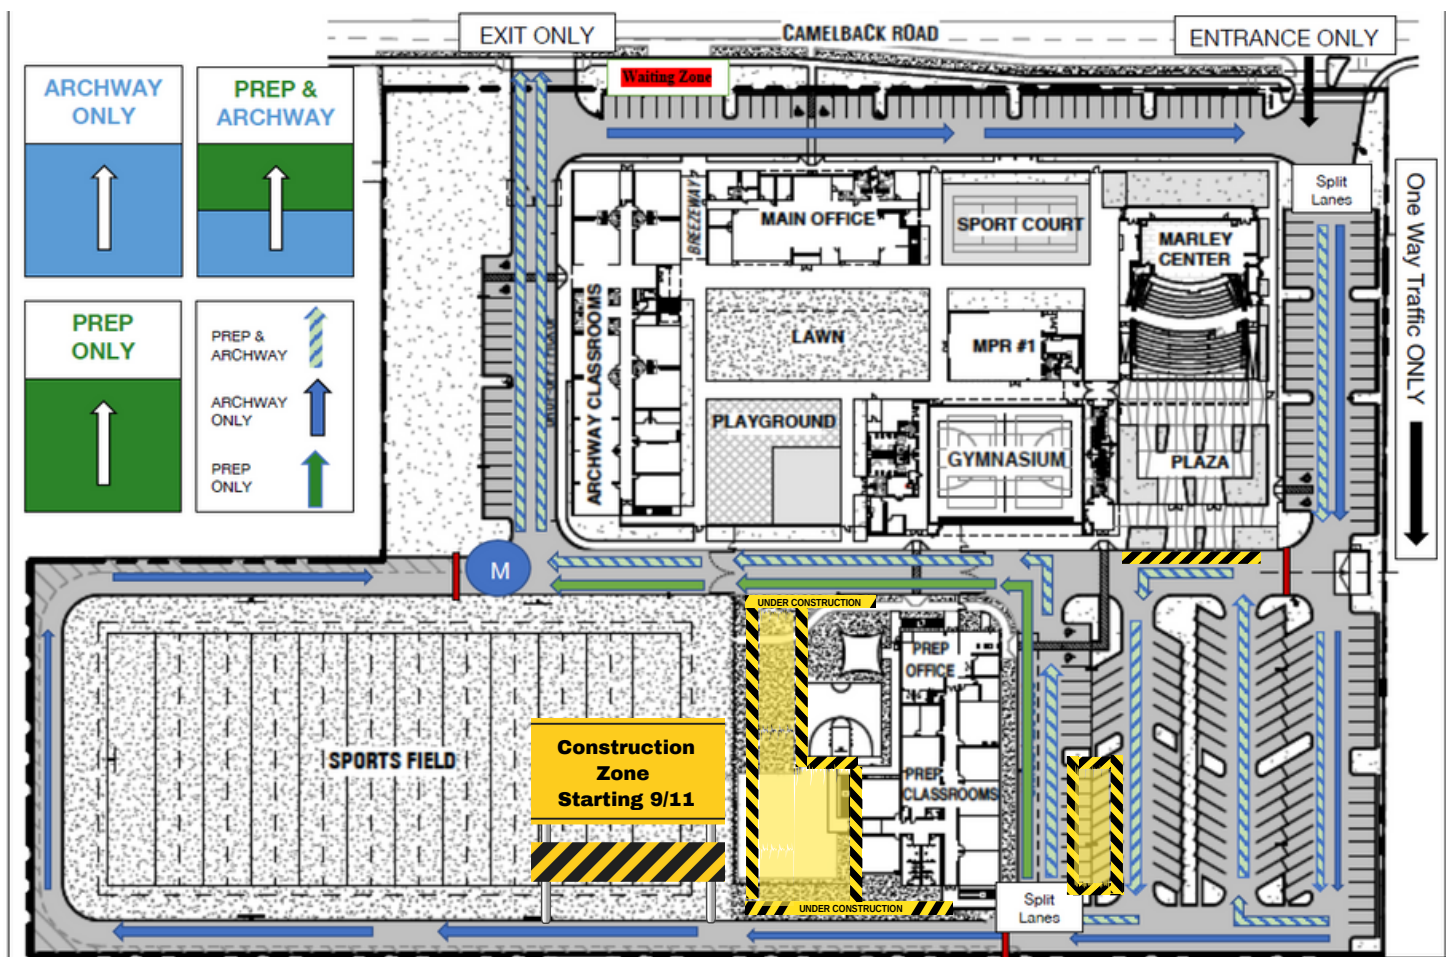 EXIT ONLY
CAMELBACK ROAD
ENTRANCE ONLY
ARCHWAY
ONLY
PREP &
ARCHWAY
Waiting Zone
PREP
ONLY
PREP &
ARCHWAY
ARCHWAY
ONLY
PREP
ONLY
BREEZEWAY
MAIN OFFICE
SPORT COURT
MARLEY
CENTER
Split
Lanes
One Way Traffic ONLY
ARCHWAY CLASSROOMS
LAWN
MPR #1
PLAYGROUND
GYMNASIUM
PLAZA
M
UNDER CONSTRUCTION
PREP
OFFICE
SPORTS FIELD
Construction
Zone
Starting 9/11
PREP
CLASSROOMS
Split
Lanes
UNDER CONSTRUCTION